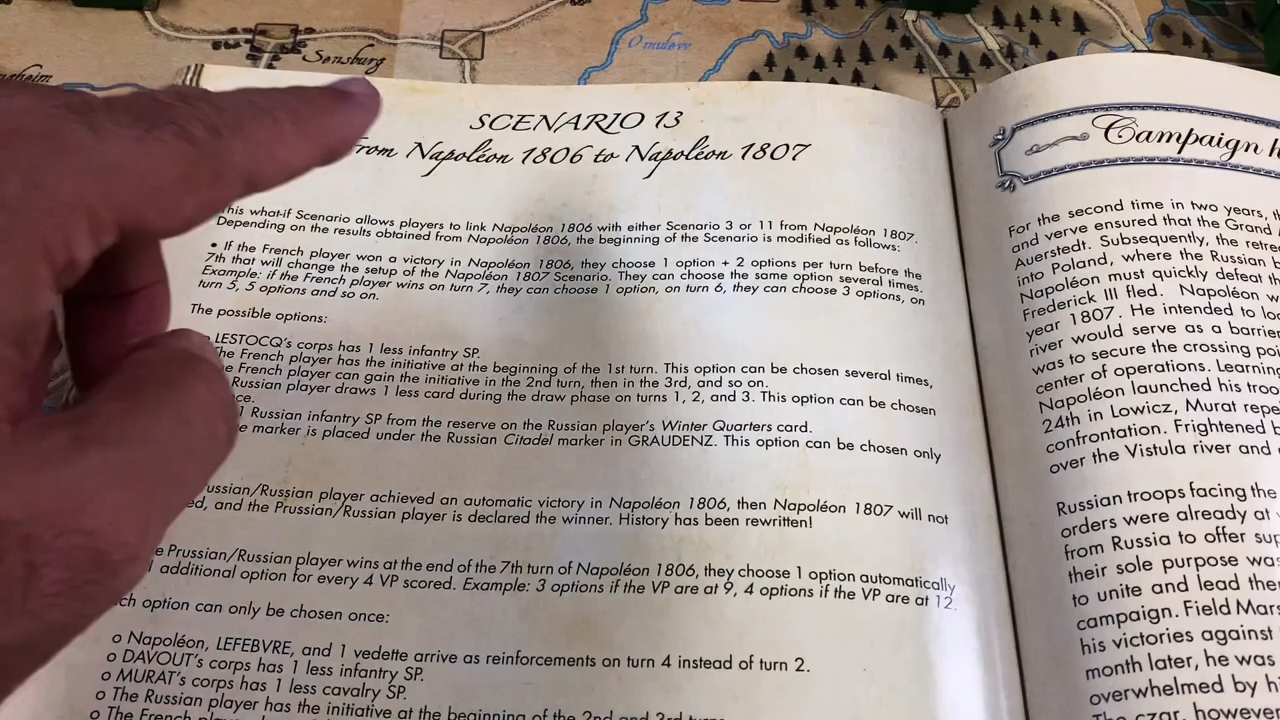 Sensburg
Omulew
gheim
SCENARIO 13
From Napoléon 1806 to Napoléon 1807
This what-if Scenario allows players to link Napoléon 1806 with either Scenario 3 or 11 from Napoléon 1807.
Depending on the results obtained from Napoléon 1806, the beginning of the Scenario is modified as follows:
• If the French player won a victory in Napoléon 1806, they choose 1 option + 2 options per turn before the
7th that will change the setup of the Napoléon 1807 Scenario. They can choose the same option several times.
Example: if the French player wins on turn 7, they can choose 1 option, on turn 6, they can choose 3 options, on
turn 5, 5 options and so on.
The possible options:
LESTOCQ's corps has 1 less infantry SP.
The French player has the initiative at the beginning of the 1st turn. This option can be chosen several times,
e French player can gain the initiative in the 2nd turn, then in the 3rd, and so on.
Russian player draws 1 less card during the draw phase on turns 1, 2, and 3. This option can be chosen
ce.
1 Russian infantry SP from the reserve on the Russian player's Winter Quarters card.
e marker is placed under the Russian Citadel marker in GRAUDENZ. This option can be chosen only
ussian/Russian player achieved an automatic victory in Napoléon 1806, then Napoléon 1807 will not
ed, and the Prussian/Russian player is declared the winner. History has been rewritten!
e Prussian/Russian player wins at the end of the 7th turn of Napoléon 1806, they choose 1 option automatically
1 additional option for every 4 VP scored. Example: 3 options if the VP are at 9, 4 options if the VP are at 12.
ch option can only be chosen once:
o Napoléon, LEFEBVRE, and 1 vedette arrive as reinforcements on turn 4 instead of turn 2.
o DAVOUT's corps has 1 less infantry SP.
o MURAT's corps has 1 less cavalry SP.
o The Russian player has the initiative at the beginning of the 2nd and 3rd turns
o The French player
Campaign h
For the second time in two years, th
and verve ensured that the Grand
Auerstedt. Subsequently, the retre
into Poland, where the Russian b
Napoléon must quickly defeat th
Frederick III fled. Napoléon w
year 1807. He intended to loc
river would serve as a barrier
was to secure the crossing poi
center of operations. Learning
Napoléon launched his troo
24th in Lowicz, Murat repe
confrontation. Frightened b
over the Vistula river and
Russian troops facing the
orders were already at
from Russia to offer sup
their sole purpose was
to unite and lead the
campaign. Field Mars
his victories against
month later, he was
overwhelmed by hi
The czar, however